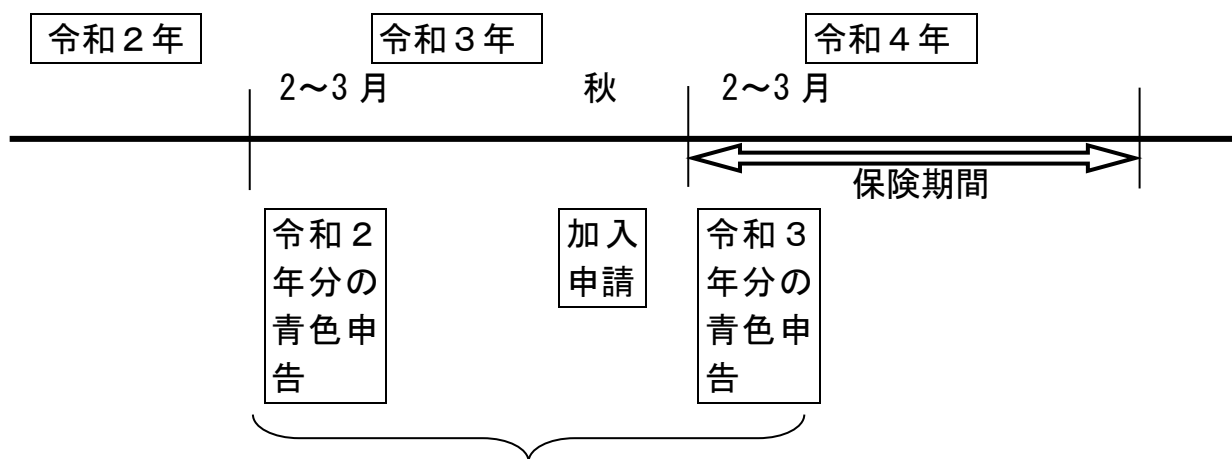 令和２年
令和３年
令和４年
2～3 月
秋
2～3 月
保険期間
令和２
年分の
青色申
告
加入
申請
令和３
年分の
青色申
告